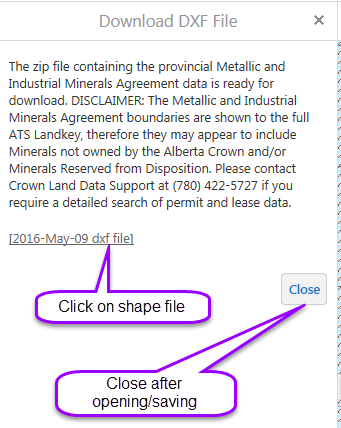 Download DXF File ×
The zip file containing the provincial Metallic and
Industrial Minerals Agreement data is ready for
download. DISCLAIMER: The Metallic and Industrial
Minerals Agreement boundaries are shown to the full
ATS Landkey, therefore they may appear to include
Minerals not owned by the Alberta Crown and/or
Minerals Reserved from Disposition. Please contact
Crown Land Data Support at (780) 422-5727 if you
require a detailed search of permit and lease data.
[2016-May-09 dxf file]
Close
Click on shape file
Close after
opening/saving